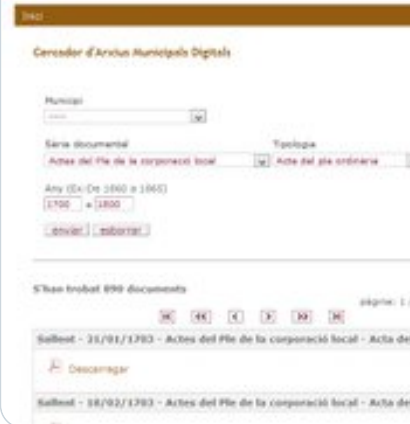 Inici
Cercador d'Arxius Municipals Digitals
Municipi
-----
Sèrie documental Tipologia
Actes del Ple de la corporació local Acta del ple ordinària
Any (Ex:De 1860 a 1865)
1700 a 1800
enviar esborrar
S'han trobat 890 documents
pàgina: 1
Sallent - 21/01/1703 - Actes del Ple de la corporació local - Acta de
Descarregar
Sallent - 18/02/1703 - Actes del Ple de la corporació local - Acta de